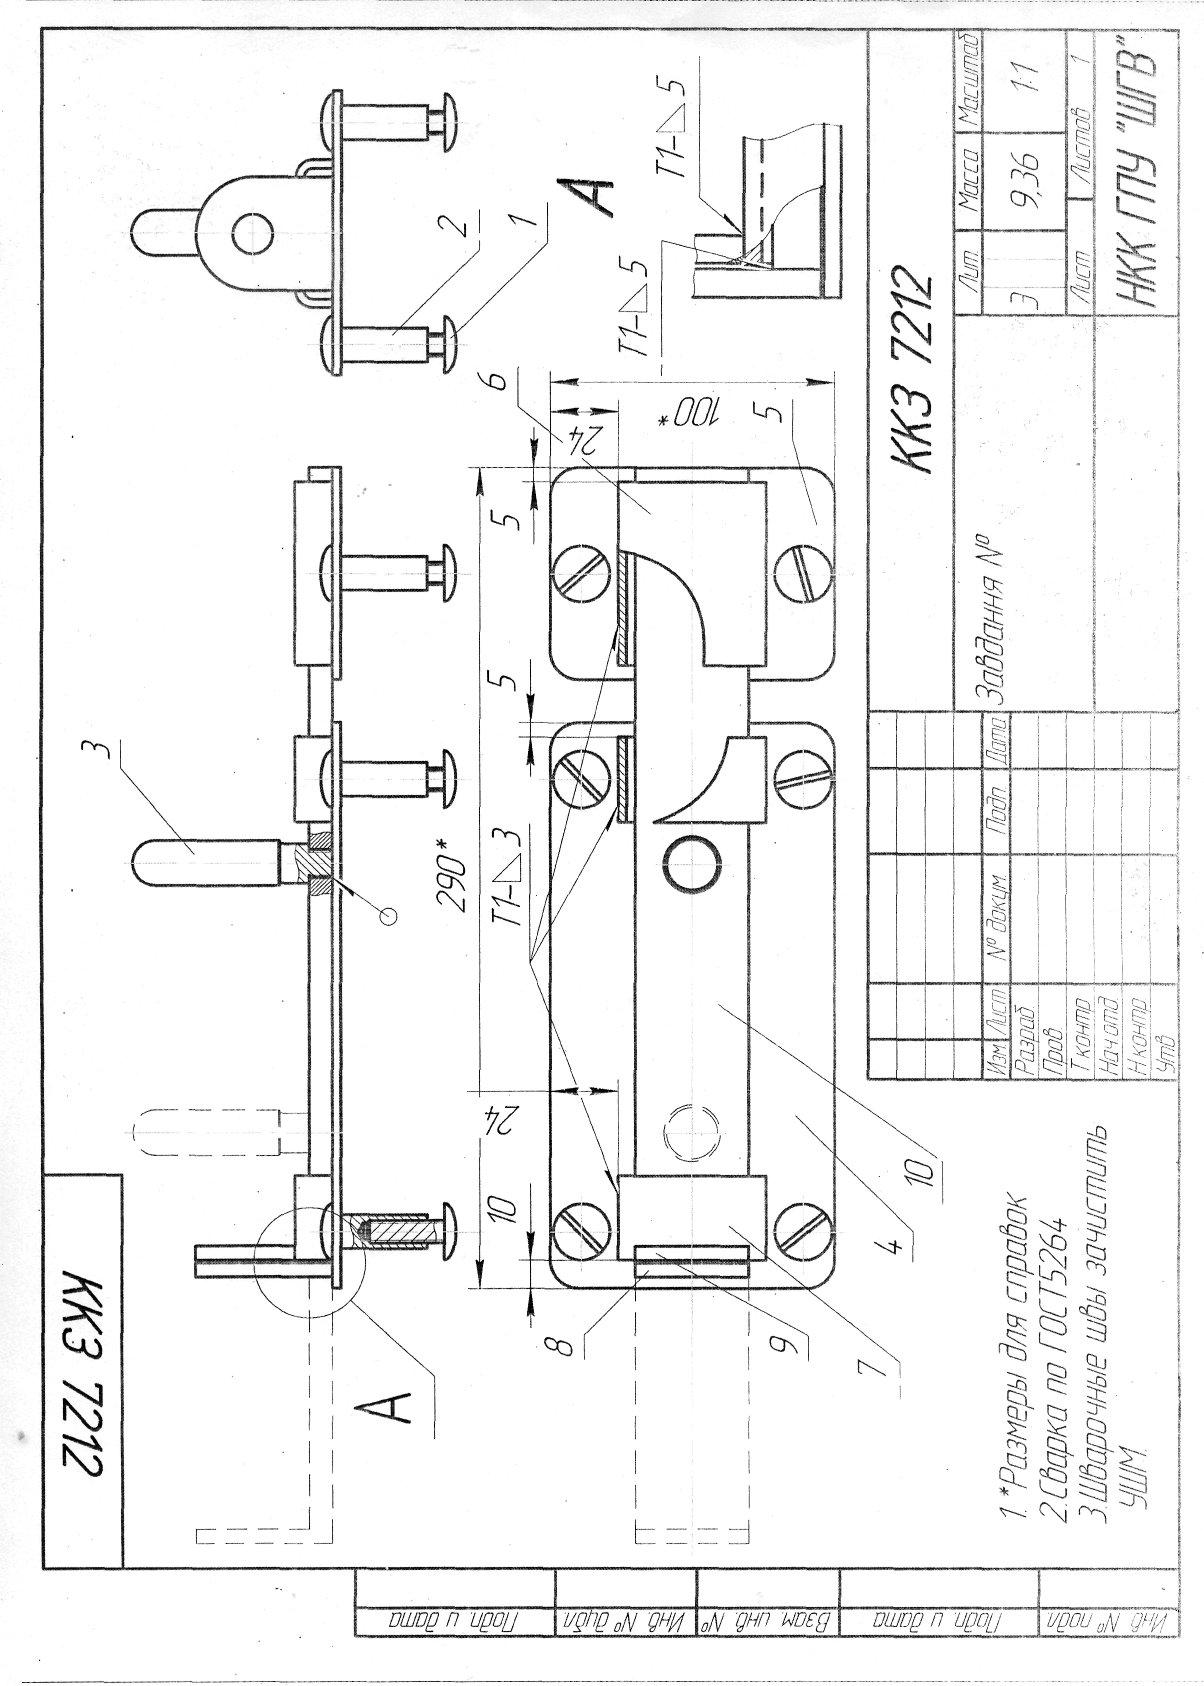 ККЗ 7212
3
2
1
А
Т1-◺5
Т1-◺5
290*
5
5
6
24
100*
5
Т1-◺3
24
10
8
9
7
4
10
А
1.*Размеры для справок
2.Сварка по ГОСТ5264
3.Шварочные швы зачистить
УШМ.
ККЗ 7212
Завдання №
Лит. Масса Масштаб
3 9,36 1:1
Лист Листов 1
НКК ГПУ "ШГВ"
Изм. Лист № докум. Подп. Дата
Разраб
Пров
Т контр
Нач отд
Н контр
Утв
Инв. № подл.
Подп. и дата
Взам. инв. №
Инв. № дубл.
Подп. и дата